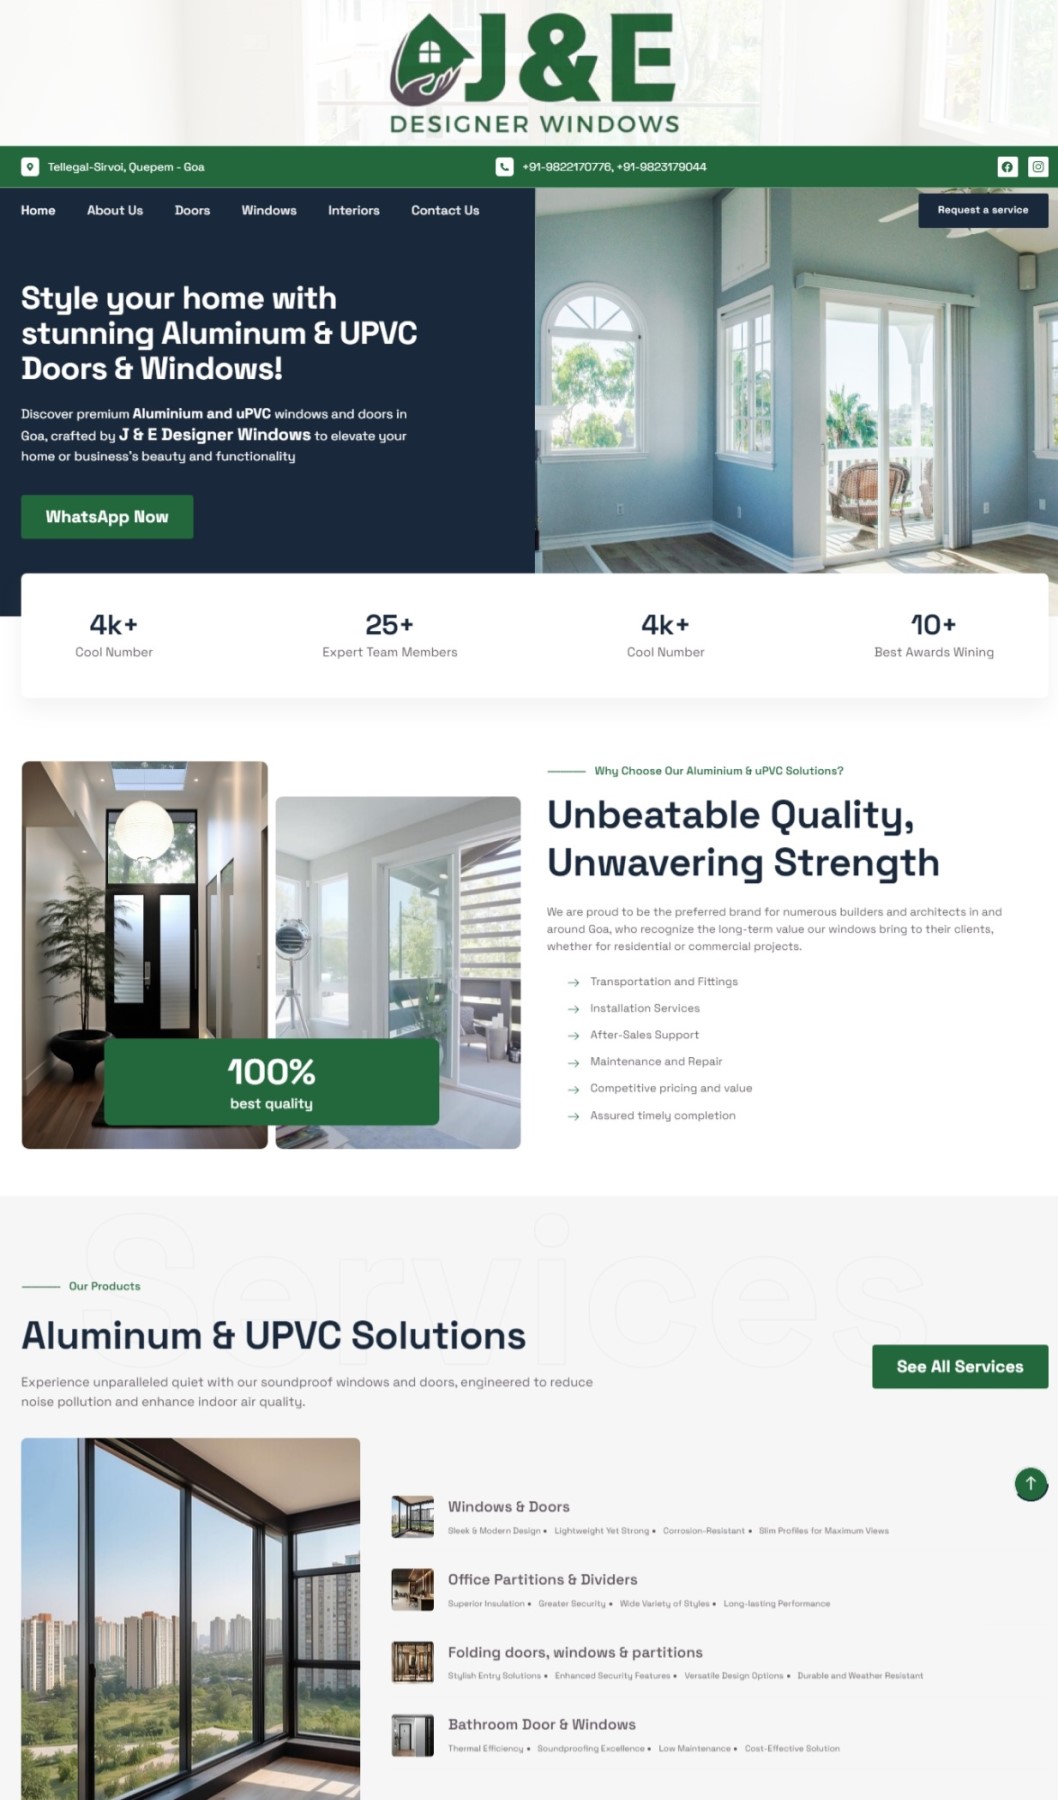 J&E
DESIGNER WINDOWS
Tellegal-Sirvoi, Quepem - Goa
+91-9822170776, +91-9823179044
Home About Us Doors Windows Interiors Contact Us
Request a service
Style your home with
stunning Aluminum & UPVC
Doors & Windows!
Discover premium Aluminium and uPVC windows and doors in
Goa, crafted by J & E Designer Windows to elevate your
home or business's beauty and functionality
WhatsApp Now
4k+
Cool Number
25+
Expert Team Members
4k+
Cool Number
10+
Best Awards Wining
100%
best quality
Why Choose Our Aluminium & uPVC Solutions?
Unbeatable Quality,
Unwavering Strength
We are proud to be the preferred brand for numerous builders and architects in and
around Goa, who recognize the long-term value our windows bring to their clients,
whether for residential or commercial projects.
Transportation and Fittings
Installation Services
After-Sales Support
Maintenance and Repair
Competitive pricing and value
Assured timely completion
Services
Our Products
Aluminum & UPVC Solutions
Experience unparalleled quiet with our soundproof windows and doors, engineered to reduce
noise pollution and enhance indoor air quality.
See All Services
Windows & Doors
Sleek & Modern Design • Lightweight Yet Strong • Corrosion-Resistant • Slim Profiles for Maximum Views
Office Partitions & Dividers
Superior Insulation • Greater Security • Wide Variety of Styles • Long-lasting Performance
Folding doors, windows & partitions
Stylish Entry Solutions • Enhanced Security Features • Versatile Design Options • Durable and Weather Resistant
Bathroom Door & Windows
Thermal Efficiency • Soundproofing Excellence • Low Maintenance • Cost-Effective Solution